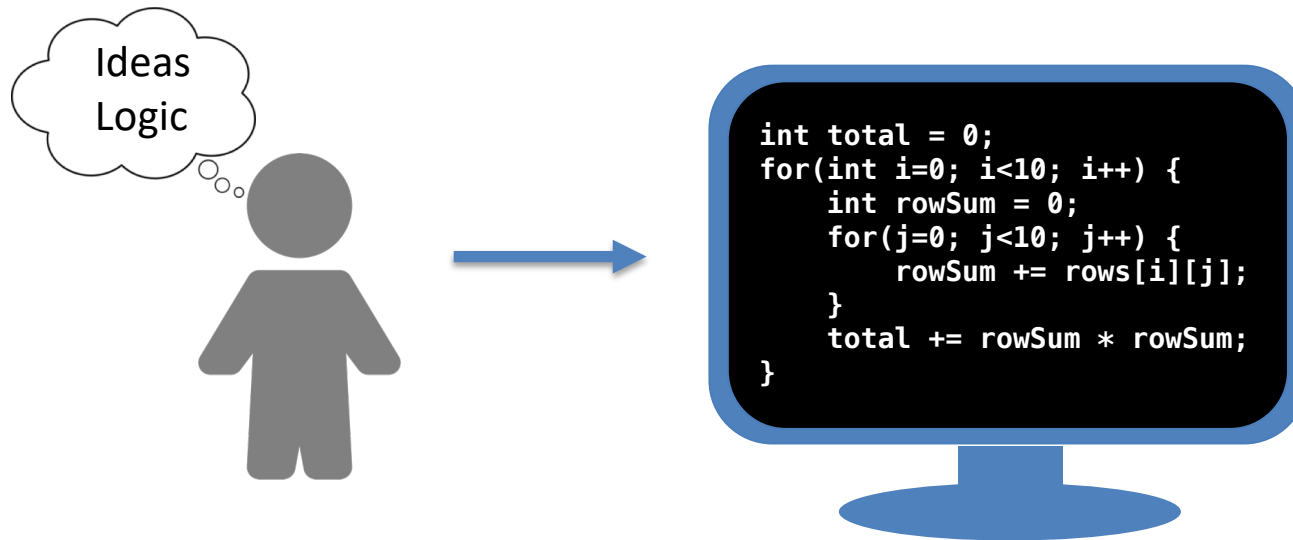 Ideas
Logic
int total = 0;
for(int i=0; i<10; i++) {
    int rowSum = 0;
    for(j=0; j<10; j++) {
        rowSum += rows[i][j];
    }
    total += rowSum * rowSum;
}